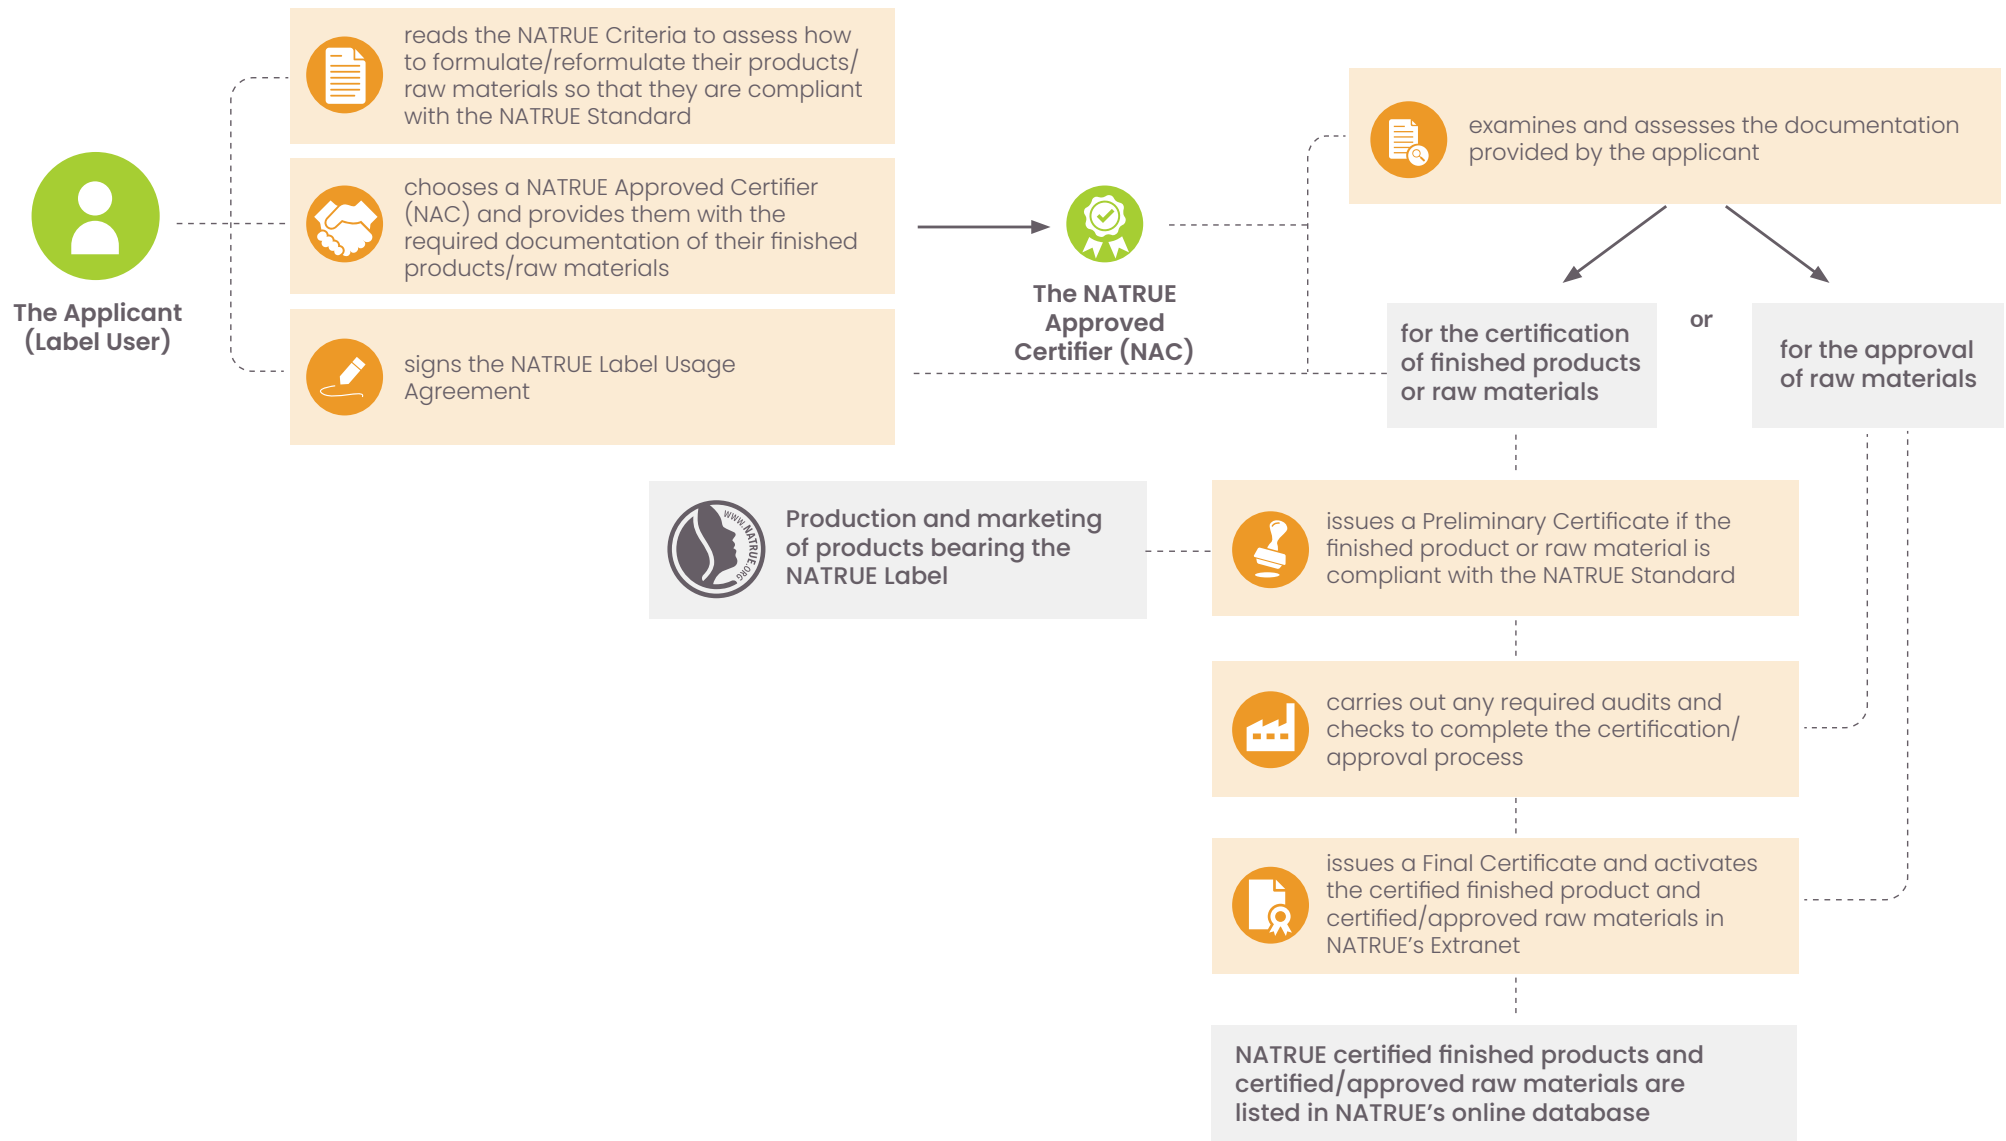 reads the NATRUE Criteria to assess how
to formulate/reformulate their products/
raw materials so that they are compliant
with the NATRUE Standard
The Applicant
(Label User)
chooses a NATRUE Approved Certifier
(NAC) and provides them with the
required documentation of their finished
products/raw materials
signs the NATRUE Label Usage
Agreement
The NATRUE
Approved
Certifier (NAC)
examines and assesses the documentation
provided by the applicant
for the certification
of finished products
or raw materials
or
for the approval
of raw materials
WWW.NATRUE.ORG
Production and marketing
of products bearing the
NATRUE Label
issues a Preliminary Certificate if the
finished product or raw material is
compliant with the NATRUE Standard
carries out any required audits and
checks to complete the certification/
approval process
issues a Final Certificate and activates
the certified finished product and
certified/approved raw materials in
NATRUE’s Extranet
NATRUE certified finished products and
certified/approved raw materials are
listed in NATRUE’s online database